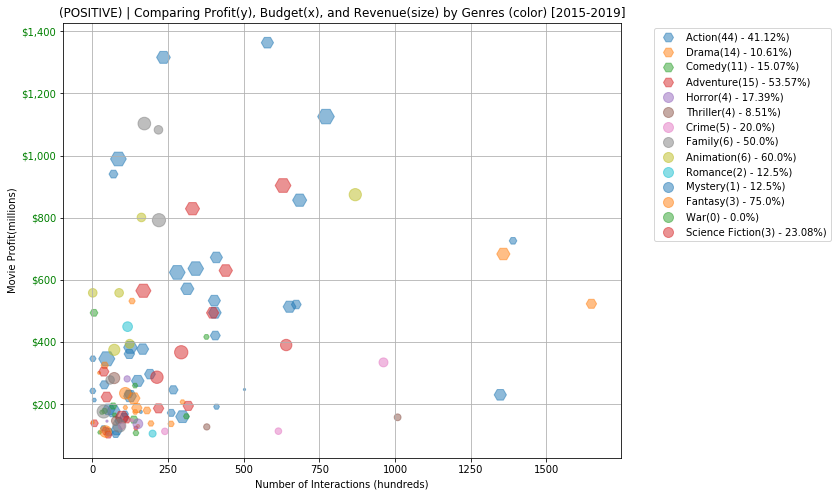 (POSITIVE) | Comparing Profit(y), Budget(x), and Revenue(size) by Genres (color) [2015-2019]
$1,400
$1,200
$1,000
$800
$600
$400
$200
Movie Profit(millions)
0
250
500
750
1000
1250
1500
Number of Interactions (hundreds)
Action(44) - 41.12%)
Drama(14) - 10.61%)
Comedy(11) - 15.07%)
Adventure(15) - 53.57%)
Horror(4) - 17.39%)
Thriller(4) - 8.51%)
Crime(5) - 20.0%)
Family(6) - 50.0%)
Animation(6) - 60.0%)
Romance(2) - 12.5%)
Mystery(1) - 12.5%)
Fantasy(3) - 75.0%)
War(0) - 0.0%)
Science Fiction(3) - 23.08%)